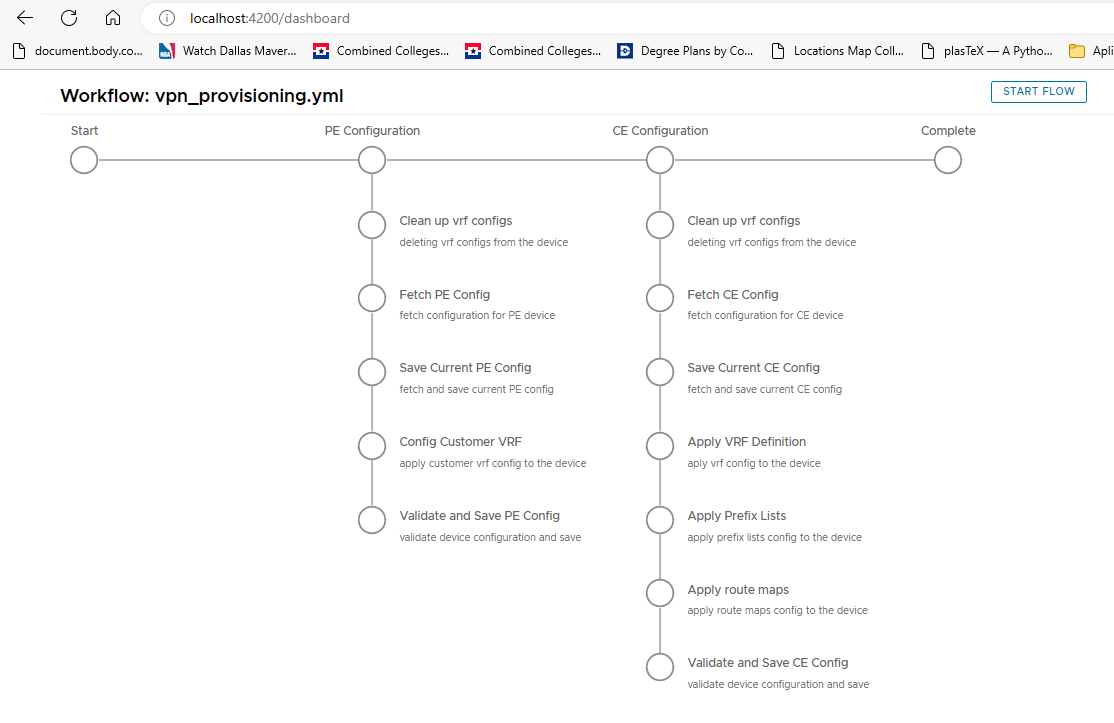 localhost:4200/dashboard
document.body.co...
Watch Dallas Maver...
Combined Colleges...
Combined Colleges...
Degree Plans by Co...
Locations Map Coll...
plasTeX — A Pytho...
Apli
Workflow: vpn_provisioning.yml
START FLOW
Start
PE Configuration
CE Configuration
Complete
Clean up vrf configs
deleting vrf configs from the device
Fetch PE Config
fetch configuration for PE device
Save Current PE Config
fetch and save current PE config
Config Customer VRF
apply customer vrf config to the device
Validate and Save PE Config
validate device configuration and save
Clean up vrf configs
deleting vrf configs from the device
Fetch CE Config
fetch configuration for CE device
Save Current CE Config
fetch and save current CE config
Apply VRF Definition
aply vrf config to the device
Apply Prefix Lists
apply prefix lists config to the device
Apply route maps
apply route maps config to the device
Validate and Save CE Config
validate device configuration and save